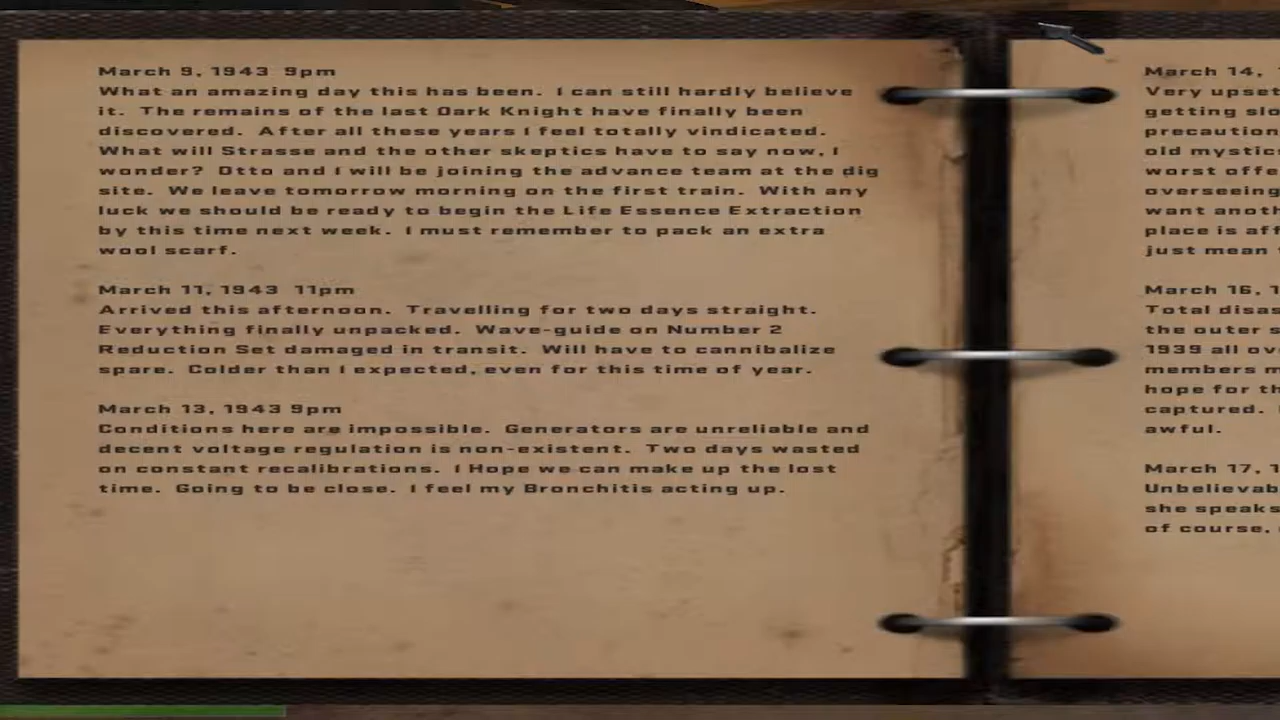 March 9, 1943  9pm
What an amazing day this has been.  I can still hardly believe
it.  The remains of the last Dark Knight have finally been
discovered.  After all these years I feel totally vindicated.
What will Strasse and the other skeptics have to say now, I
wonder?  Otto and I will be joining the advance team at the dig
site.  We leave tomorrow morning on the first train.  With any
luck we should be ready to begin the Life Essence Extraction
by this time next week.  I must remember to pack an extra
wool scarf.
March 11, 1943  11pm
Arrived this afternoon.  Travelling for two days straight.
Everything finally unpacked.  Wave-guide on Number 2
Reduction Set damaged in transit.  Will have to cannibalize
spare.  Colder than I expected, even for this time of year.
March 13, 1943 9pm
Conditions here are impossible.  Generators are unreliable and
decent voltage regulation is non-existent.  Two days wasted
on constant recalibrations.  I Hope we can make up the lost
time.  Going to be close.  I feel my Bronchitis acting up.
March 14,
Very upset
getting
precaution
old
worst
overseeing
want
place is
just mean
March 16,
Total
the outer
1939 all
members
hope for
captured.
awful.
March 17,
she speaks
of course,